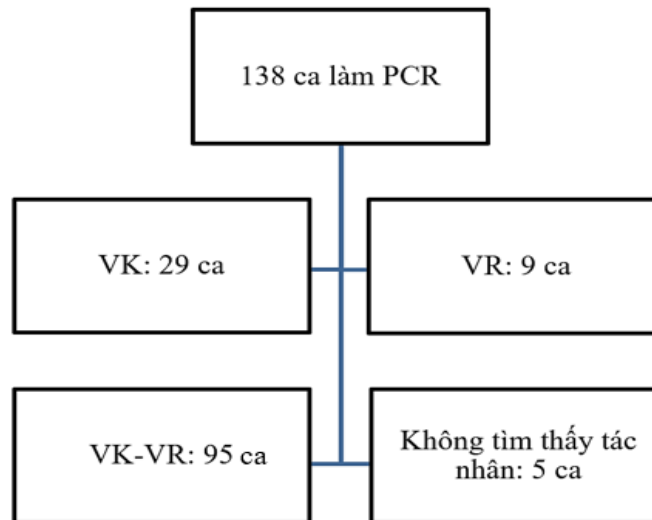 138 ca làm PCR
VK: 29 ca
VR: 9 ca
VK-VR: 95 ca
Không tìm thấy tác
nhân: 5 ca